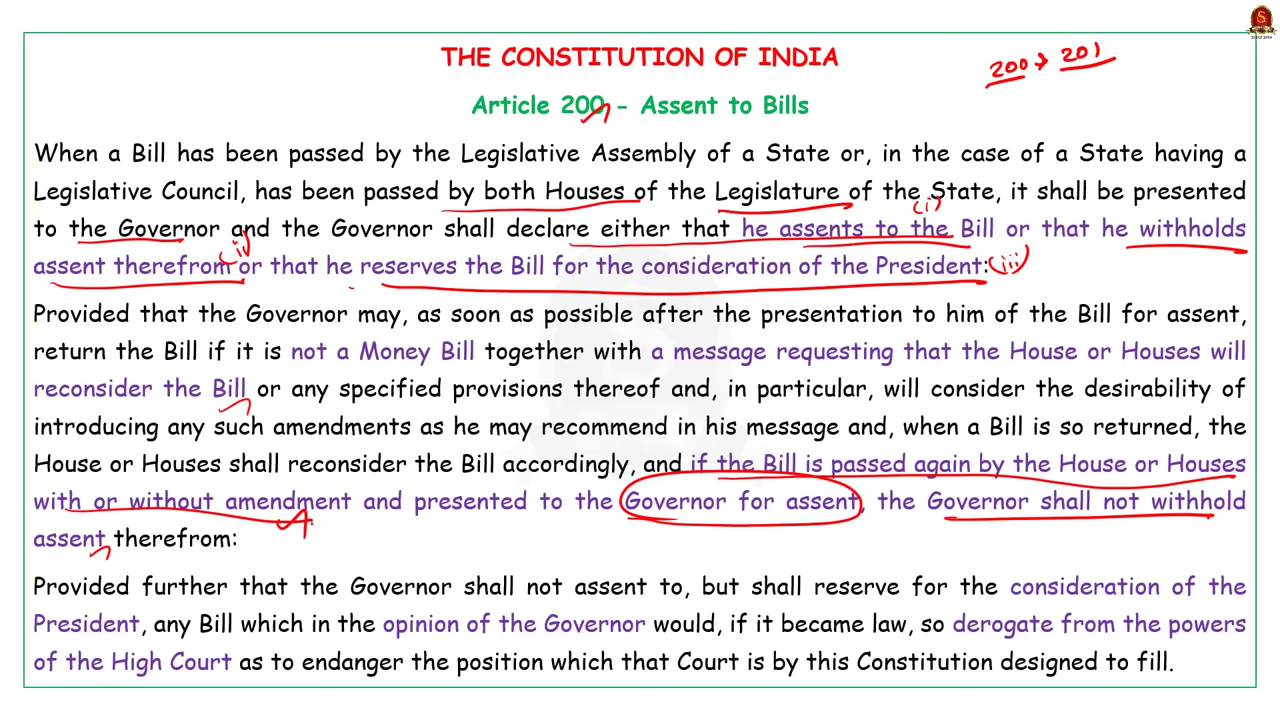 THE CONSTITUTION OF INDIA
200 → 201
Article 200 - Assent to Bills
When a Bill has been passed by the Legislative Assembly of a State or, in the case of a State having a
Legislative Council, has been passed by both Houses of the Legislature of the State, it shall be presented
(i)
to the Governor and the Governor shall declare either that he assents to the Bill or that he withholds
(ii)
assent therefrom or that he reserves the Bill for the consideration of the President: (iii)
Provided that the Governor may, as soon as possible after the presentation to him of the Bill for assent,
return the Bill if it is not a Money Bill together with a message requesting that the House or Houses will
reconsider the Bill or any specified provisions thereof and, in particular, will consider the desirability of
introducing any such amendments as he may recommend in his message and, when a Bill is so returned, the
House or Houses shall reconsider the Bill accordingly, and if the Bill is passed again by the House or Houses
with or without amendment and presented to the Governor for assent, the Governor shall not withhold
assent therefrom:
Provided further that the Governor shall not assent to, but shall reserve for the consideration of the
President, any Bill which in the opinion of the Governor would, if it became law, so derogate from the powers
of the High Court as to endanger the position which that Court is by this Constitution designed to fill.